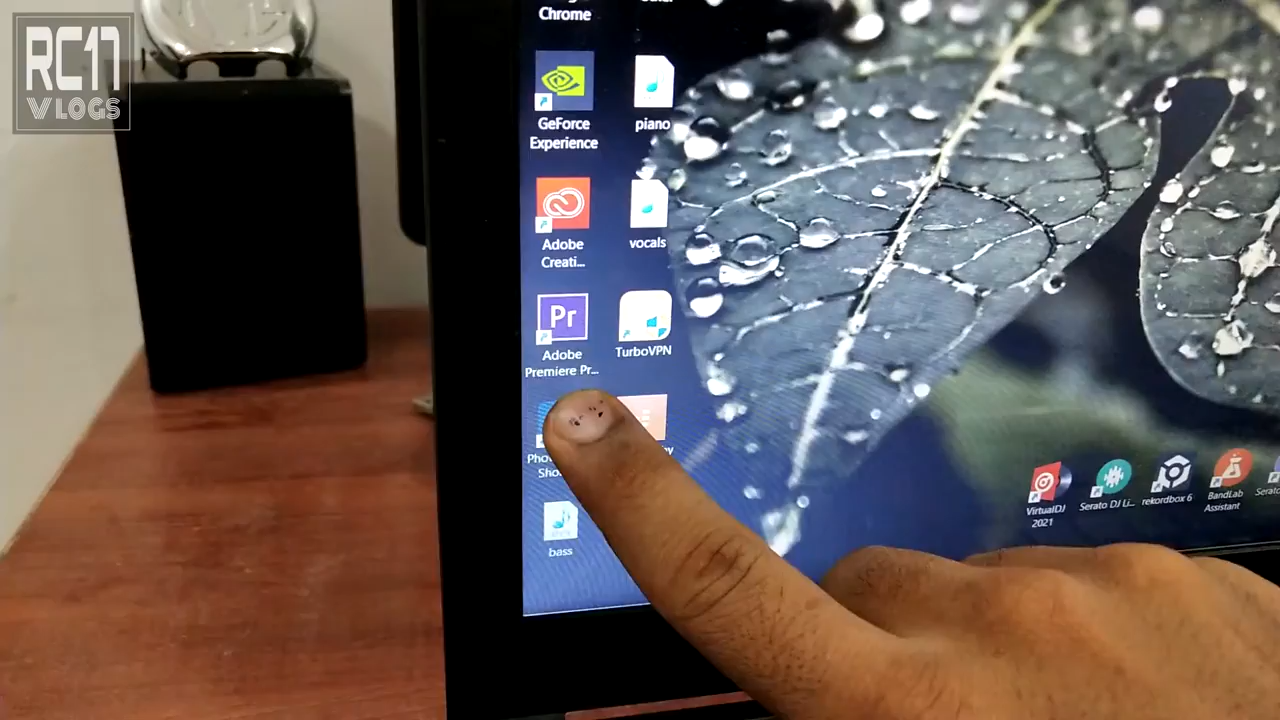 RC17
VLOGS
Chrome
GeForce
Experience
piano
Adobe
Creati...
vocals
Pr
Adobe
Premiere Pr...
TurboVPN
bass
VirtualDJ
2021
Serato DJ Li...
rekordbox 6
BandLab
Assistant